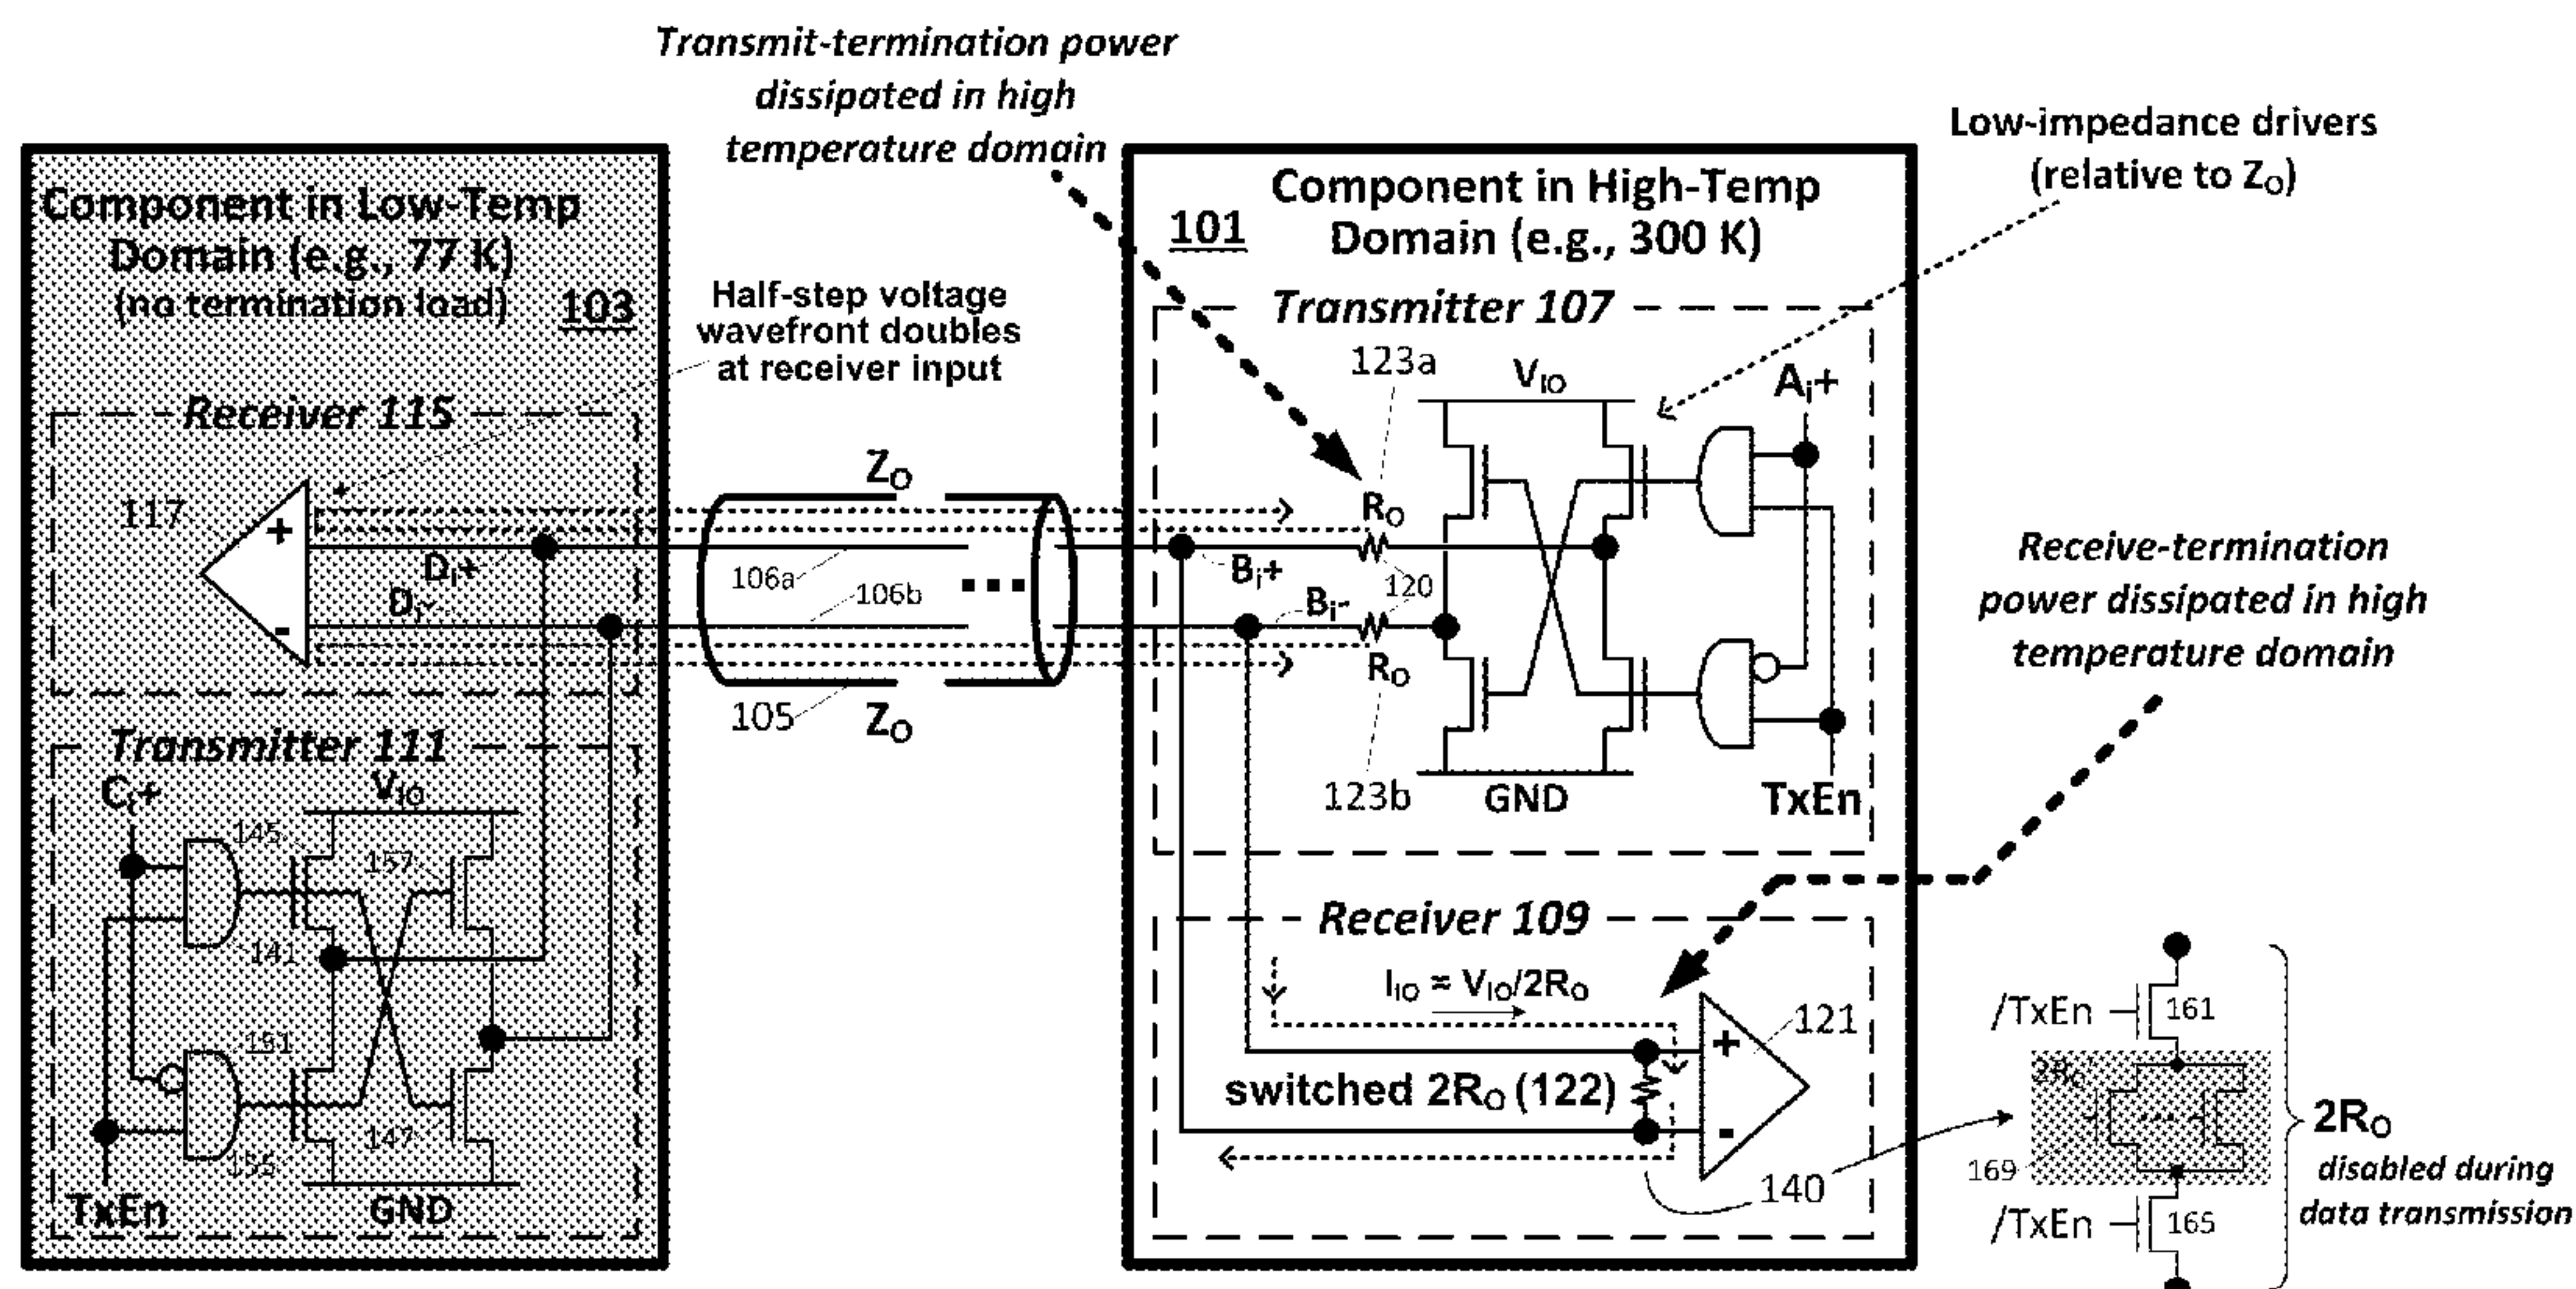 Transmit-termination power
dissipated in high
temperature domain
Low-impedance drivers
(relative to ZO)
Component in Low-Temp
Domain (e.g., 77 K)
(no termination load) 103
Half-step voltage
wavefront doubles
at receiver input
Receiver 115
117
+
-
Di+
Di-
Transmitter 111
Ci+
VIO
145
157
141
151
147
155
TxEn
GND
ZO
106a
106b
105
ZO
101
Component in High-Temp
Domain (e.g., 300 K)
Transmitter 107
123a
VIO
Ai+
RO
Bi+
120
Bi-
RO
123b
GND
TxEn
Receiver 109
IIO ≈ VIO/2RO
121
+
switched 2RO (122)
-
140
Receive-termination
power dissipated in high
temperature domain
/TxEn
161
2RO
169
2RO
disabled during
data transmission
/TxEn
165